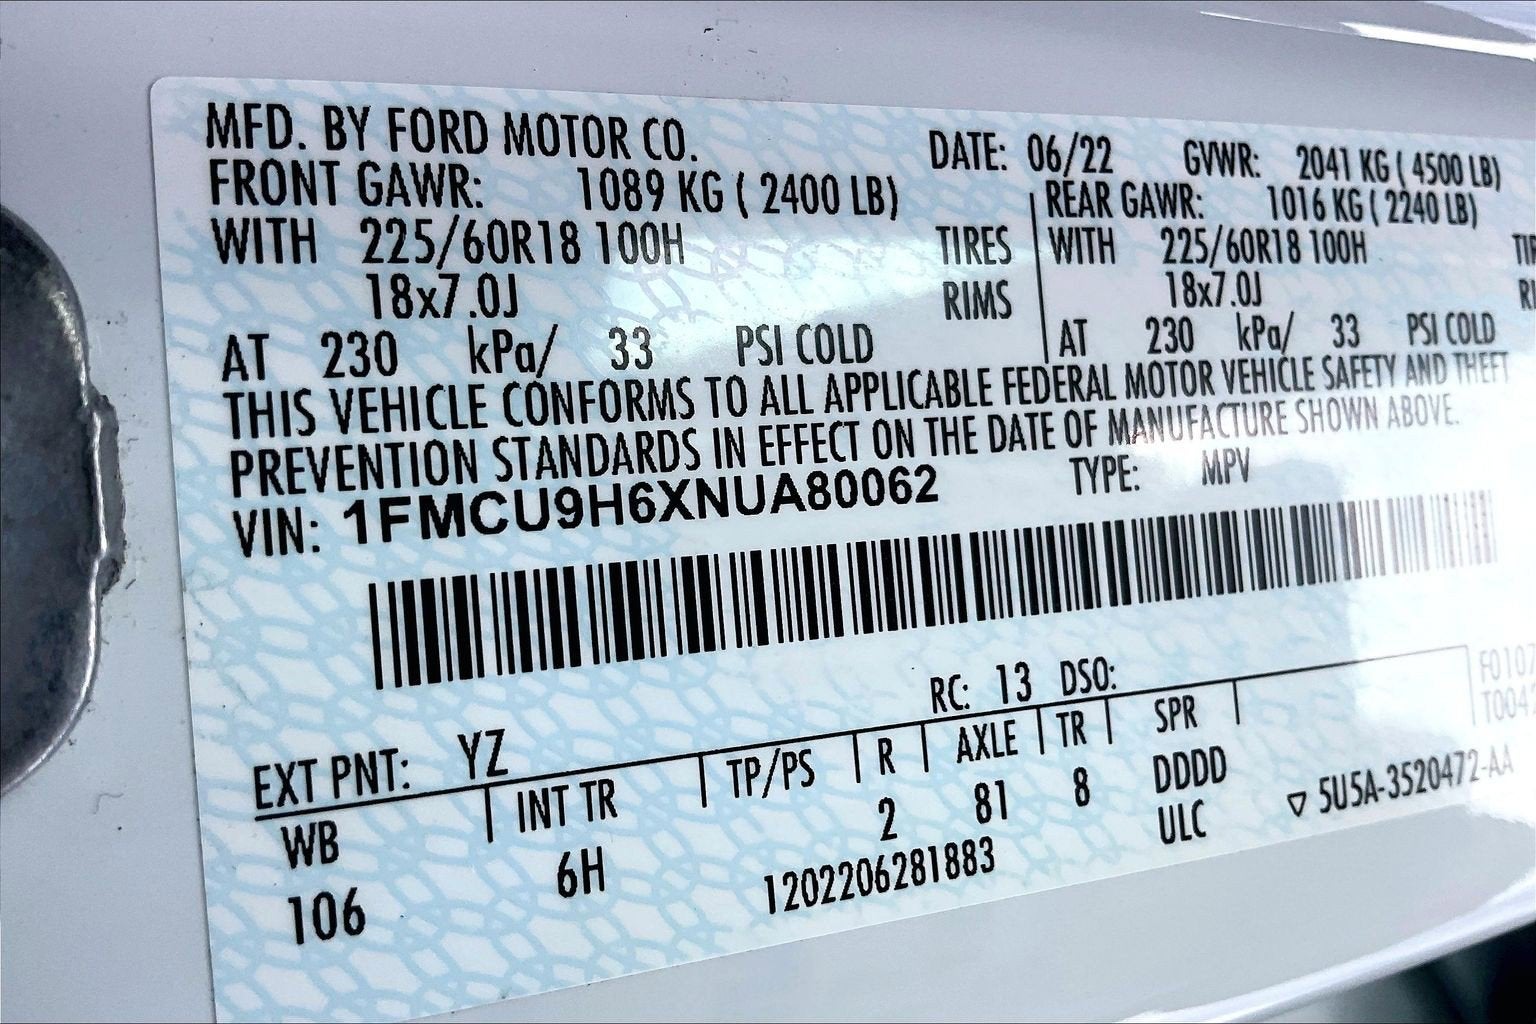 MFD. BY FORD MOTOR CO. DATE: 06/22 GVWR: 2041 KG ( 4500 LB)
FRONT GAWR: 1089 KG ( 2400 LB) REAR GAWR: 1016 KG ( 2240 LB)
WITH 225/60R18 100H TIRES WITH 225/60R18 100H
18x7.0J RIMS 18x7.0J
AT 230 kPa/ 33 PSI COLD AT 230 kPa/ 33 PSI COLD
THIS VEHICLE CONFORMS TO ALL APPLICABLE FEDERAL MOTOR VEHICLE SAFETY AND THEFT
PREVENTION STANDARDS IN EFFECT ON THE DATE OF MANUFACTURE SHOWN ABOVE.
VIN: 1FMCU9H6XNUA80062 TYPE: MPV
EXT PNT: YZ RC: 13 DSO:
WB INT TR TP/PS R AXLE TR SPR
106 6H 2 81 8 DDDD
1202206281883 ULC ▽ 5U5A-3520472-AA